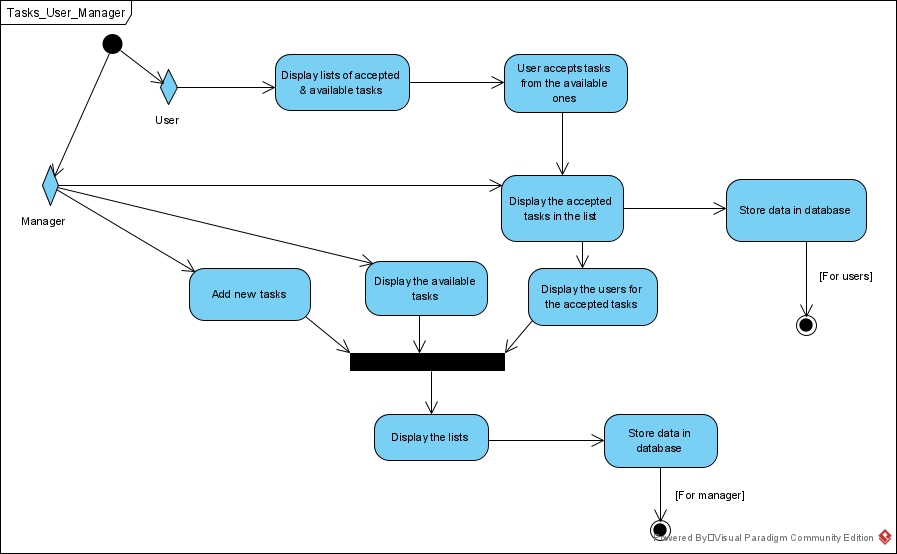 Tasks_User_Manager
Display lists of accepted
& available tasks
User accepts tasks
from the available
ones
User
Manager
Display the accepted
tasks in the list
Store data in database
[For users]
Add new tasks
Display the available
tasks
Display the users for
the accepted tasks
Display the lists
Store data in
database
[For manager]
Powered By Visual Paradigm Community Edition